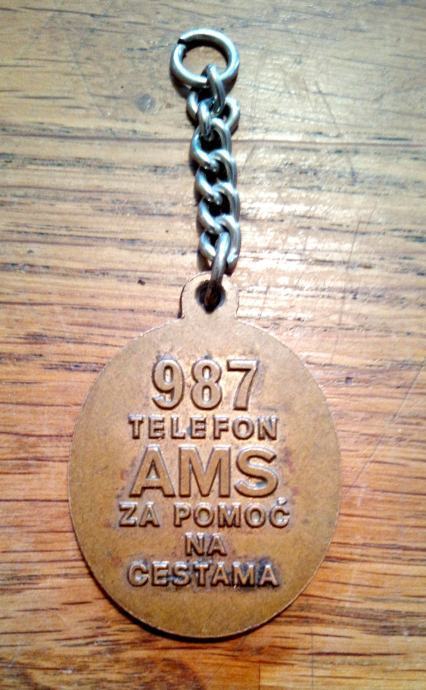 987
TELEFON
AMS
ZA POMOĆ
NA
CESTAMA